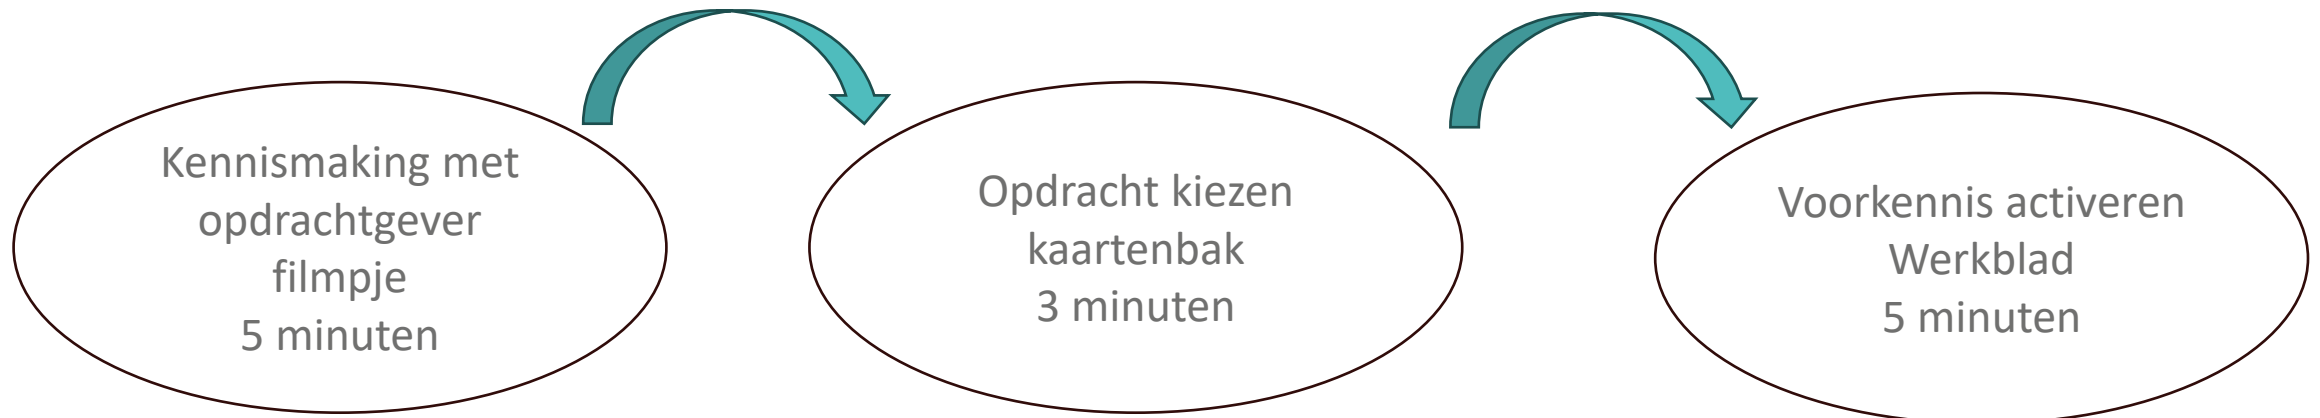 Kennismaking met
opdrachtgever
filmpje
5 minuten
Opdracht kiezen
kaartenbak
3 minuten
Voorkennis activeren
Werkblad
5 minuten